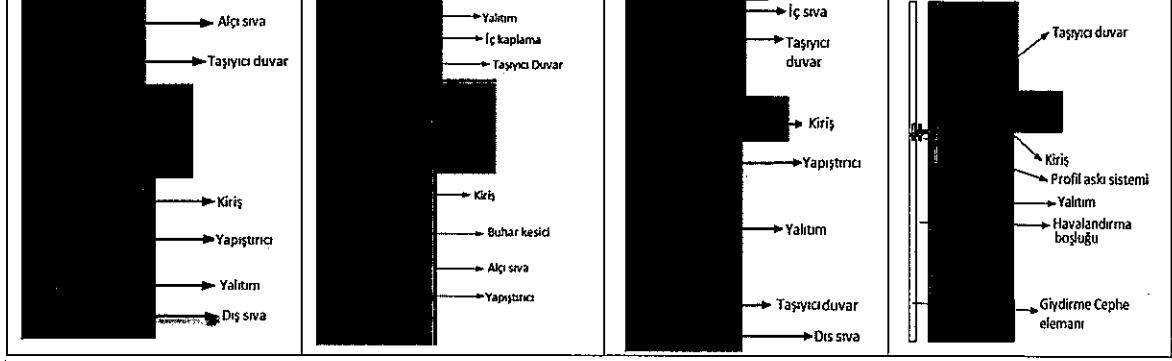 Alçı sıva
Taşıyıcı duvar
Kiriş
Yapıştırıcı
Yalıtım
Dış sıva
Yalıtım
İç kaplama
Taşıyıcı Duvar
Kiriş
Buhar kesici
Alçı sıva
Yapıştırıcı
İç sıva
Taşıyıcı
duvar
Kiriş
Yapıştırıcı
Yalıtım
Taşıyıcı duvar
Dıs sıva
Taşıyıcı duvar
Kiriş
Profil askı sistemi
Yalıtım
Havalandırma
boşluğu
Giydirme Cephe
elemanı